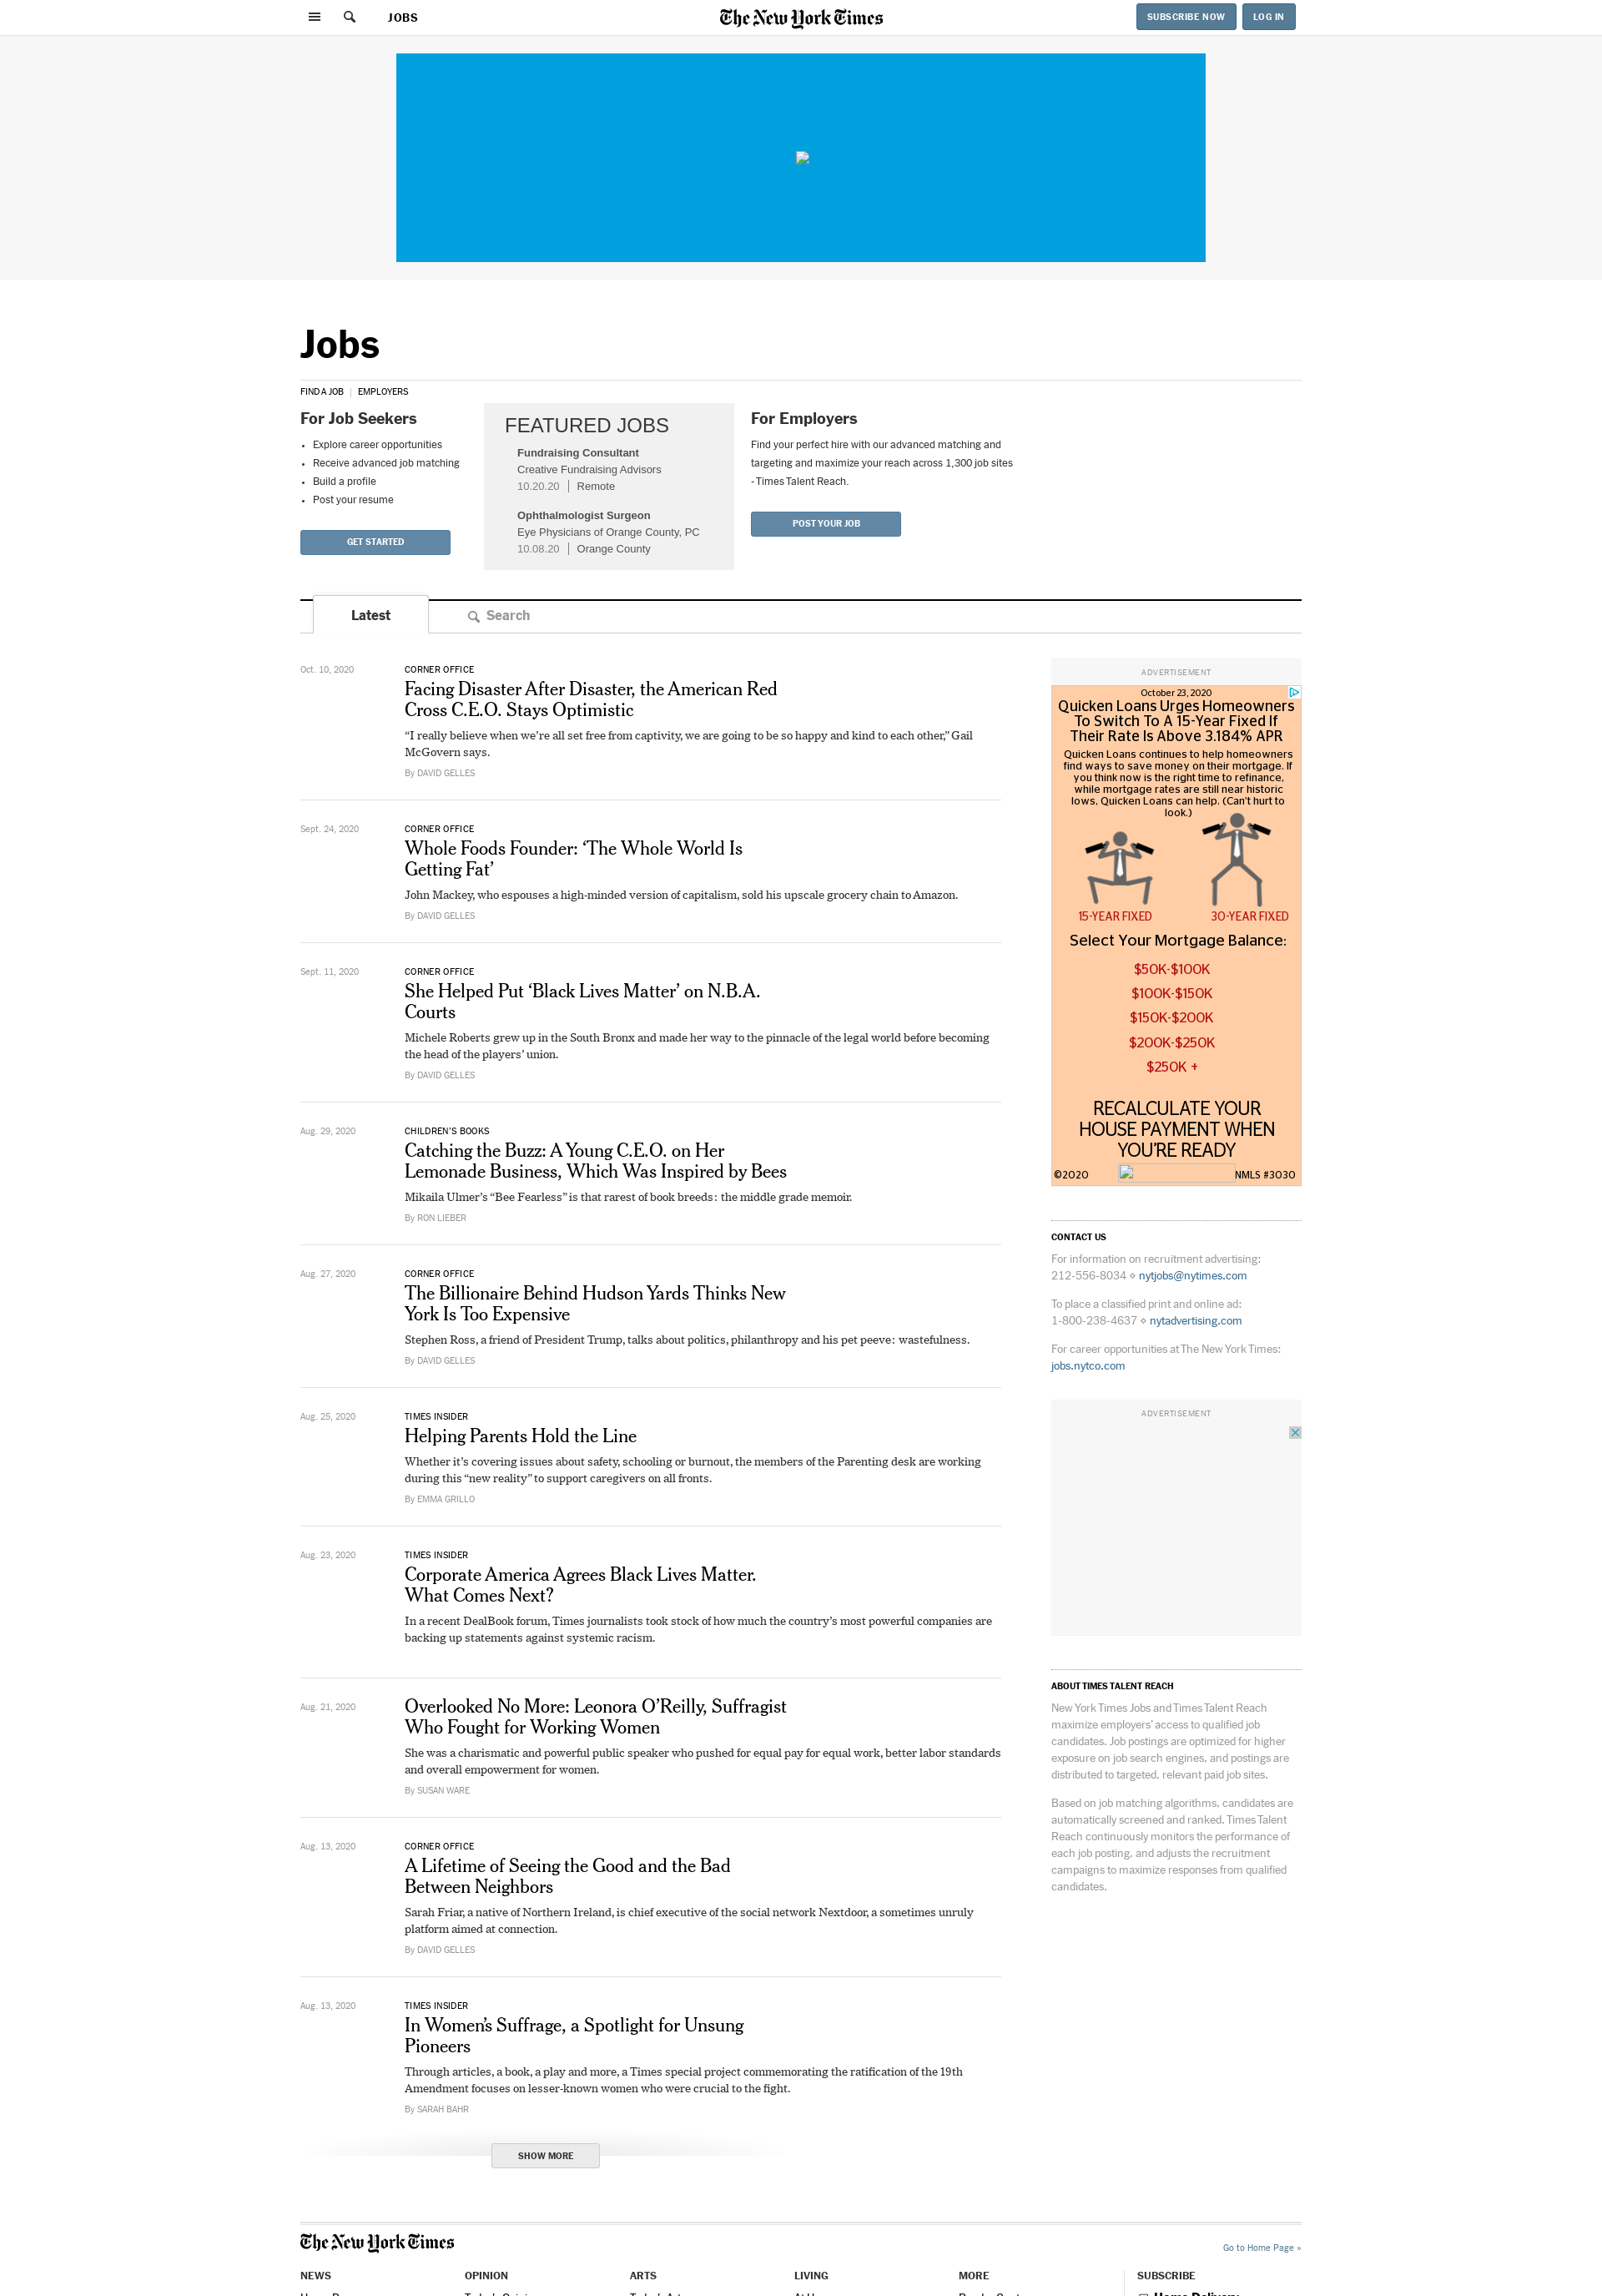 JOBS
The New York Times
SUBSCRIBE NOW
LOG IN
Jobs
FIND A JOB | EMPLOYERS
For Job Seekers
Explore career opportunities
Receive advanced job matching
Build a profile
Post your resume
GET STARTED
FEATURED JOBS
Fundraising Consultant
Creative Fundraising Advisors
10.20.20 | Remote
Ophthalmologist Surgeon
Eye Physicians of Orange County, PC
10.08.20 | Orange County
For Employers
Find your perfect hire with our advanced matching and
targeting and maximize your reach across 1,300 job sites
- Times Talent Reach.
POST YOUR JOB
Latest
Search
Oct. 10, 2020
CORNER OFFICE
Facing Disaster After Disaster, the American Red
Cross C.E.O. Stays Optimistic
“I really believe when we’re all set free from captivity, we are going to be so happy and kind to each other,” Gail
McGovern says.
By DAVID GELLES
Sept. 24, 2020
CORNER OFFICE
Whole Foods Founder: ‘The Whole World Is
Getting Fat’
John Mackey, who espouses a high-minded version of capitalism, sold his upscale grocery chain to Amazon.
By DAVID GELLES
Sept. 11, 2020
CORNER OFFICE
She Helped Put ‘Black Lives Matter’ on N.B.A.
Courts
Michele Roberts grew up in the South Bronx and made her way to the pinnacle of the legal world before becoming
the head of the players’ union.
By DAVID GELLES
Aug. 29, 2020
CHILDREN’S BOOKS
Catching the Buzz: A Young C.E.O. on Her
Lemonade Business, Which Was Inspired by Bees
Mikaila Ulmer’s “Bee Fearless” is that rarest of book breeds: the middle grade memoir.
By RON LIEBER
Aug. 27, 2020
CORNER OFFICE
The Billionaire Behind Hudson Yards Thinks New
York Is Too Expensive
Stephen Ross, a friend of President Trump, talks about politics, philanthropy and his pet peeve: wastefulness.
By DAVID GELLES
Aug. 25, 2020
TIMES INSIDER
Helping Parents Hold the Line
Whether it’s covering issues about safety, schooling or burnout, the members of the Parenting desk are working
during this “new reality” to support caregivers on all fronts.
By EMMA GRILLO
Aug. 23, 2020
TIMES INSIDER
Corporate America Agrees Black Lives Matter.
What Comes Next?
In a recent DealBook forum, Times journalists took stock of how much the country’s most powerful companies are
backing up statements against systemic racism.
Aug. 21, 2020
Overlooked No More: Leonora O’Reilly, Suffragist
Who Fought for Working Women
She was a charismatic and powerful public speaker who pushed for equal pay for equal work, better labor standards
and overall empowerment for women.
By SUSAN WARE
Aug. 13, 2020
CORNER OFFICE
A Lifetime of Seeing the Good and the Bad
Between Neighbors
Sarah Friar, a native of Northern Ireland, is chief executive of the social network Nextdoor, a sometimes unruly
platform aimed at connection.
By DAVID GELLES
Aug. 13, 2020
TIMES INSIDER
In Women’s Suffrage, a Spotlight for Unsung
Pioneers
Through articles, a book, a play and more, a Times special project commemorating the ratification of the 19th
Amendment focuses on lesser-known women who were crucial to the fight.
By SARAH BAHR
SHOW MORE
ADVERTISEMENT
October 23, 2020
Quicken Loans Urges Homeowners
To Switch To A 15-Year Fixed If
Their Rate Is Above 3.184% APR
Quicken Loans continues to help homeowners
find ways to save money on their mortgage. If
you think now is the right time to refinance,
while mortgage rates are still near historic
lows, Quicken Loans can help. (Can't hurt to
look.)
15-YEAR FIXED
30-YEAR FIXED
Select Your Mortgage Balance:
$50K-$100K
$100K-$150K
$150K-$200K
$200K-$250K
$250K +
RECALCULATE YOUR
HOUSE PAYMENT WHEN
YOU'RE READY
©2020
NMLS #3030
CONTACT US
For information on recruitment advertising:
212-556-8034 ⋄ nytjobs@nytimes.com
To place a classified print and online ad:
1-800-238-4637 ⋄ nytadvertising.com
For career opportunities at The New York Times:
jobs.nytco.com
ADVERTISEMENT
ABOUT TIMES TALENT REACH
New York Times Jobs and Times Talent Reach
maximize employers’ access to qualified job
candidates. Job postings are optimized for higher
exposure on job search engines, and postings are
distributed to targeted, relevant paid job sites.
Based on job matching algorithms, candidates are
automatically screened and ranked. Times Talent
Reach continuously monitors the performance of
each job posting, and adjusts the recruitment
campaigns to maximize responses from qualified
candidates.
The New York Times
Go to Home Page »
NEWS
OPINION
ARTS
LIVING
MORE
SUBSCRIBE